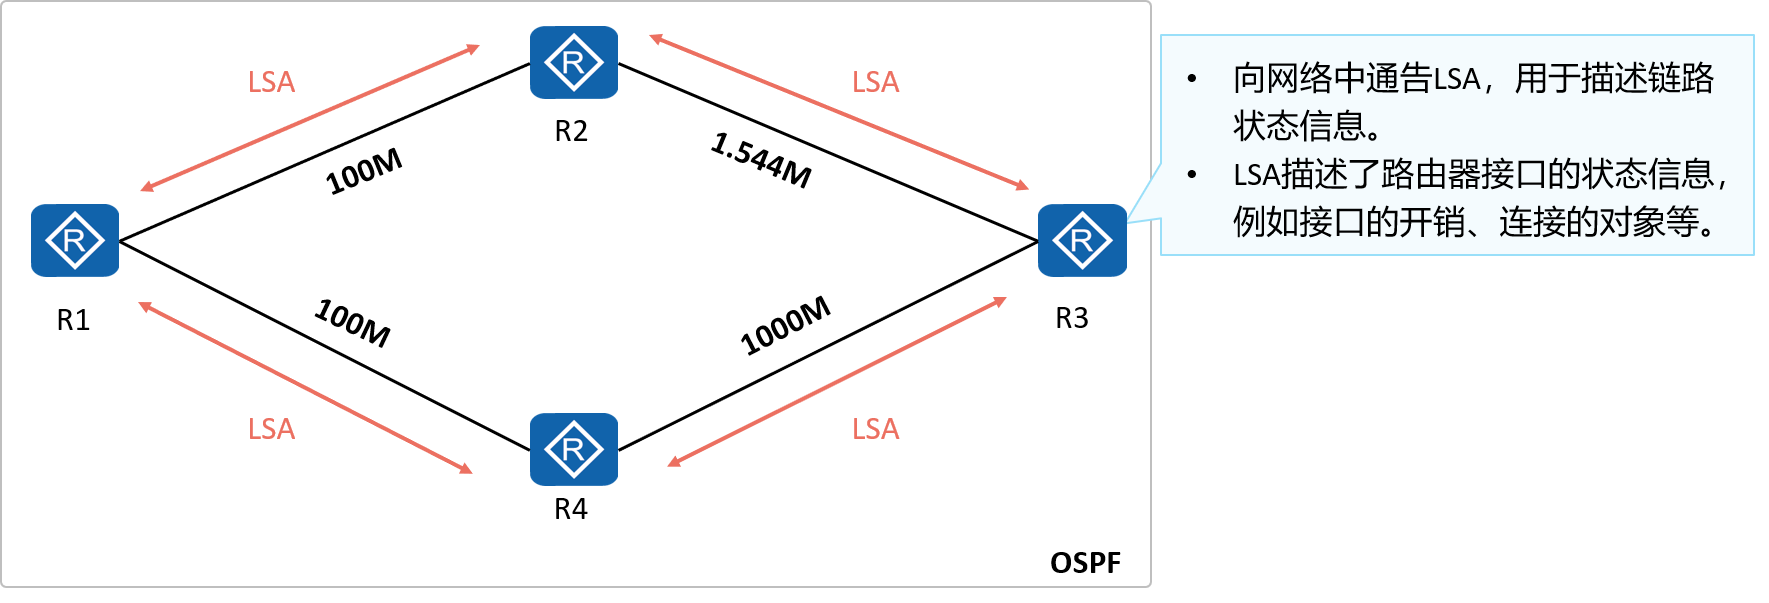 LSA
R
LSA
• 向网络中通告LSA，用于描述链路
状态信息。
• LSA描述了路由器接口的状态信息，
例如接口的开销、连接的对象等。
R2
100M
1.544M
R
R
R1
R3
100M
1000M
LSA
R
LSA
R4
OSPF